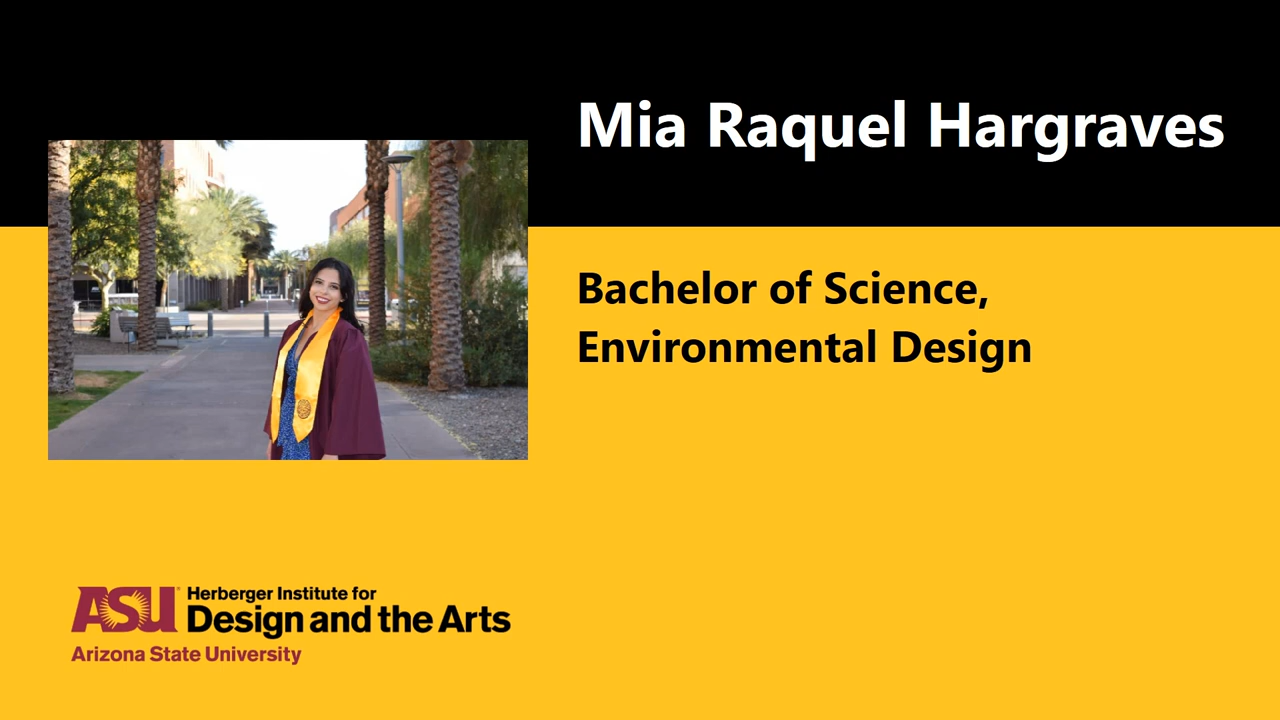 Mia Raquel Hargraves
Bachelor of Science,
Environmental Design
ASU Herberger Institute for
Design and the Arts
Arizona State University